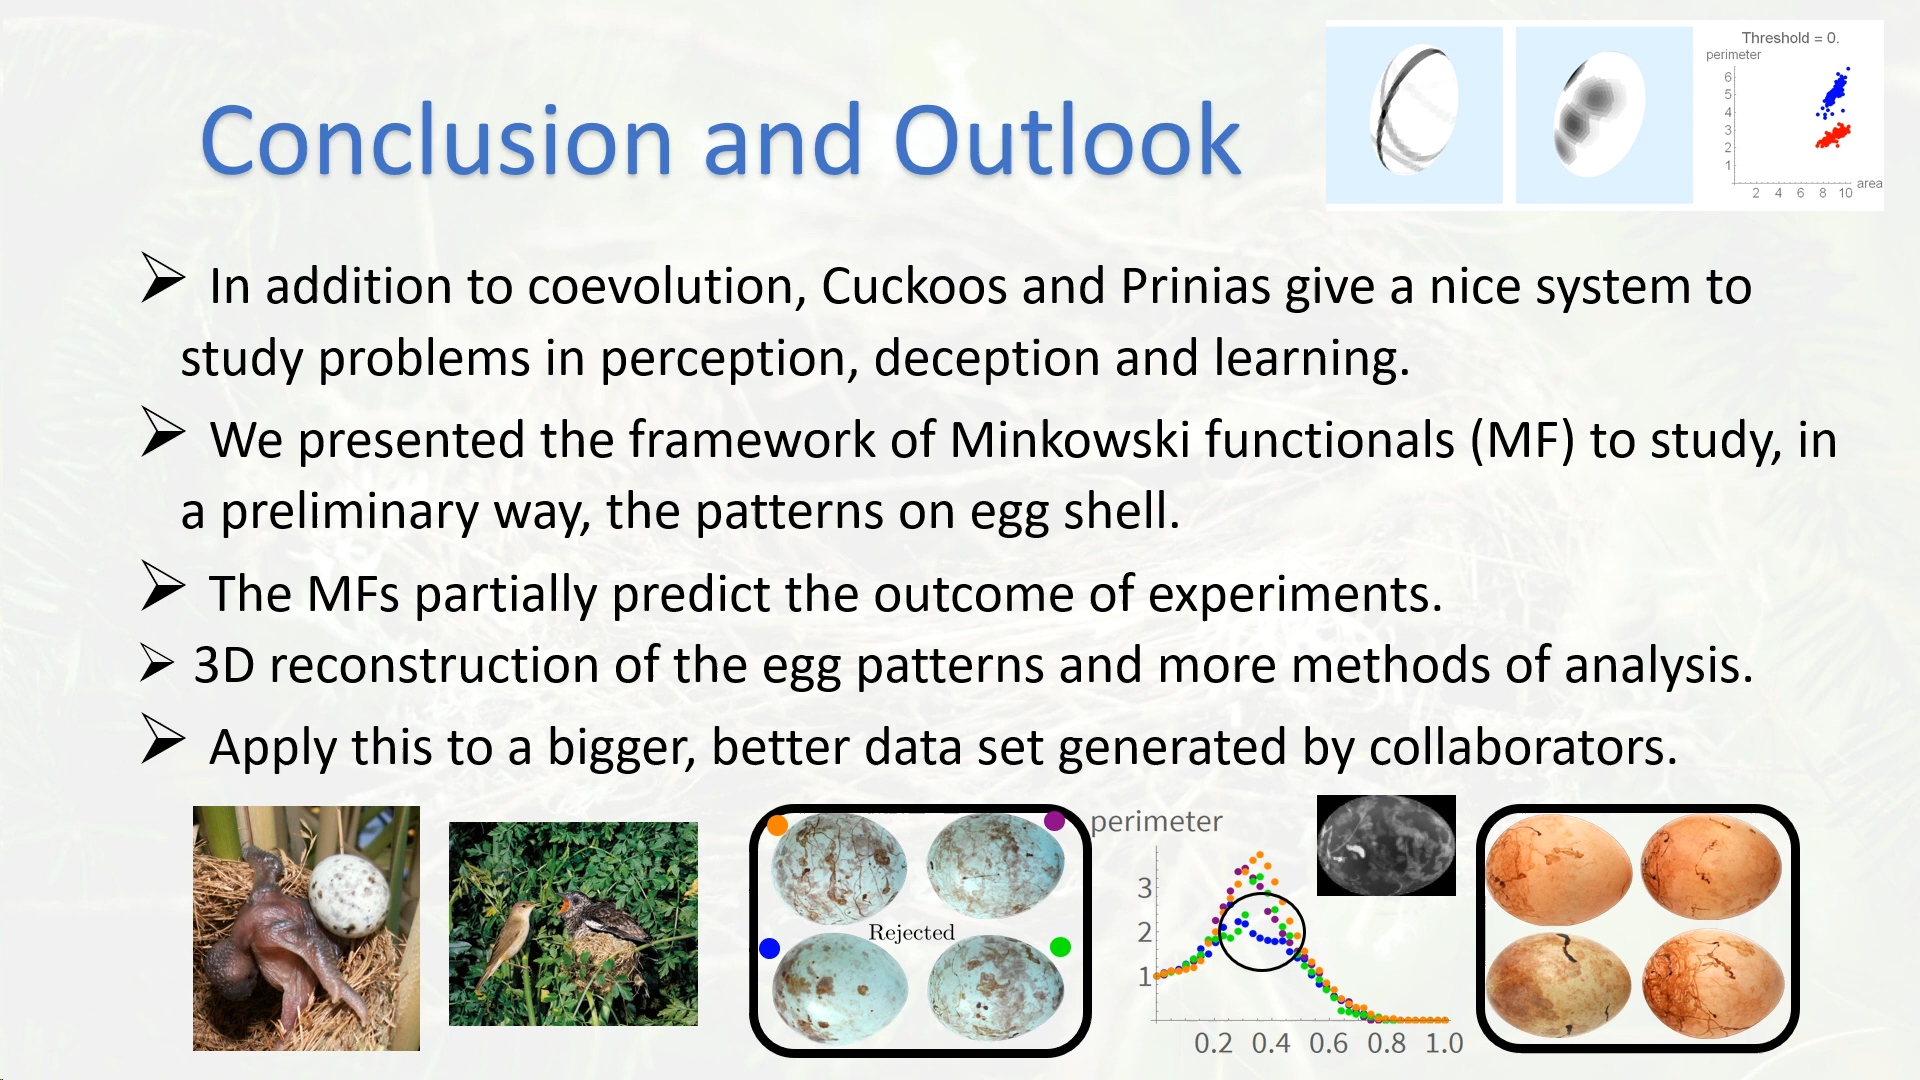 Conclusion and Outlook
Threshold = 0.
perimeter
6
5
4
3
2
1
2 4 6 8 10
area
➢ In addition to coevolution, Cuckoos and Prinias give a nice system to
study problems in perception, deception and learning.
➢ We presented the framework of Minkowski functionals (MF) to study, in
a preliminary way, the patterns on egg shell.
➢ The MFs partially predict the outcome of experiments.
➢ 3D reconstruction of the egg patterns and more methods of analysis.
➢ Apply this to a bigger, better data set generated by collaborators.
Rejected
perimeter
3
2
1
0.2 0.4 0.6 0.8 1.0